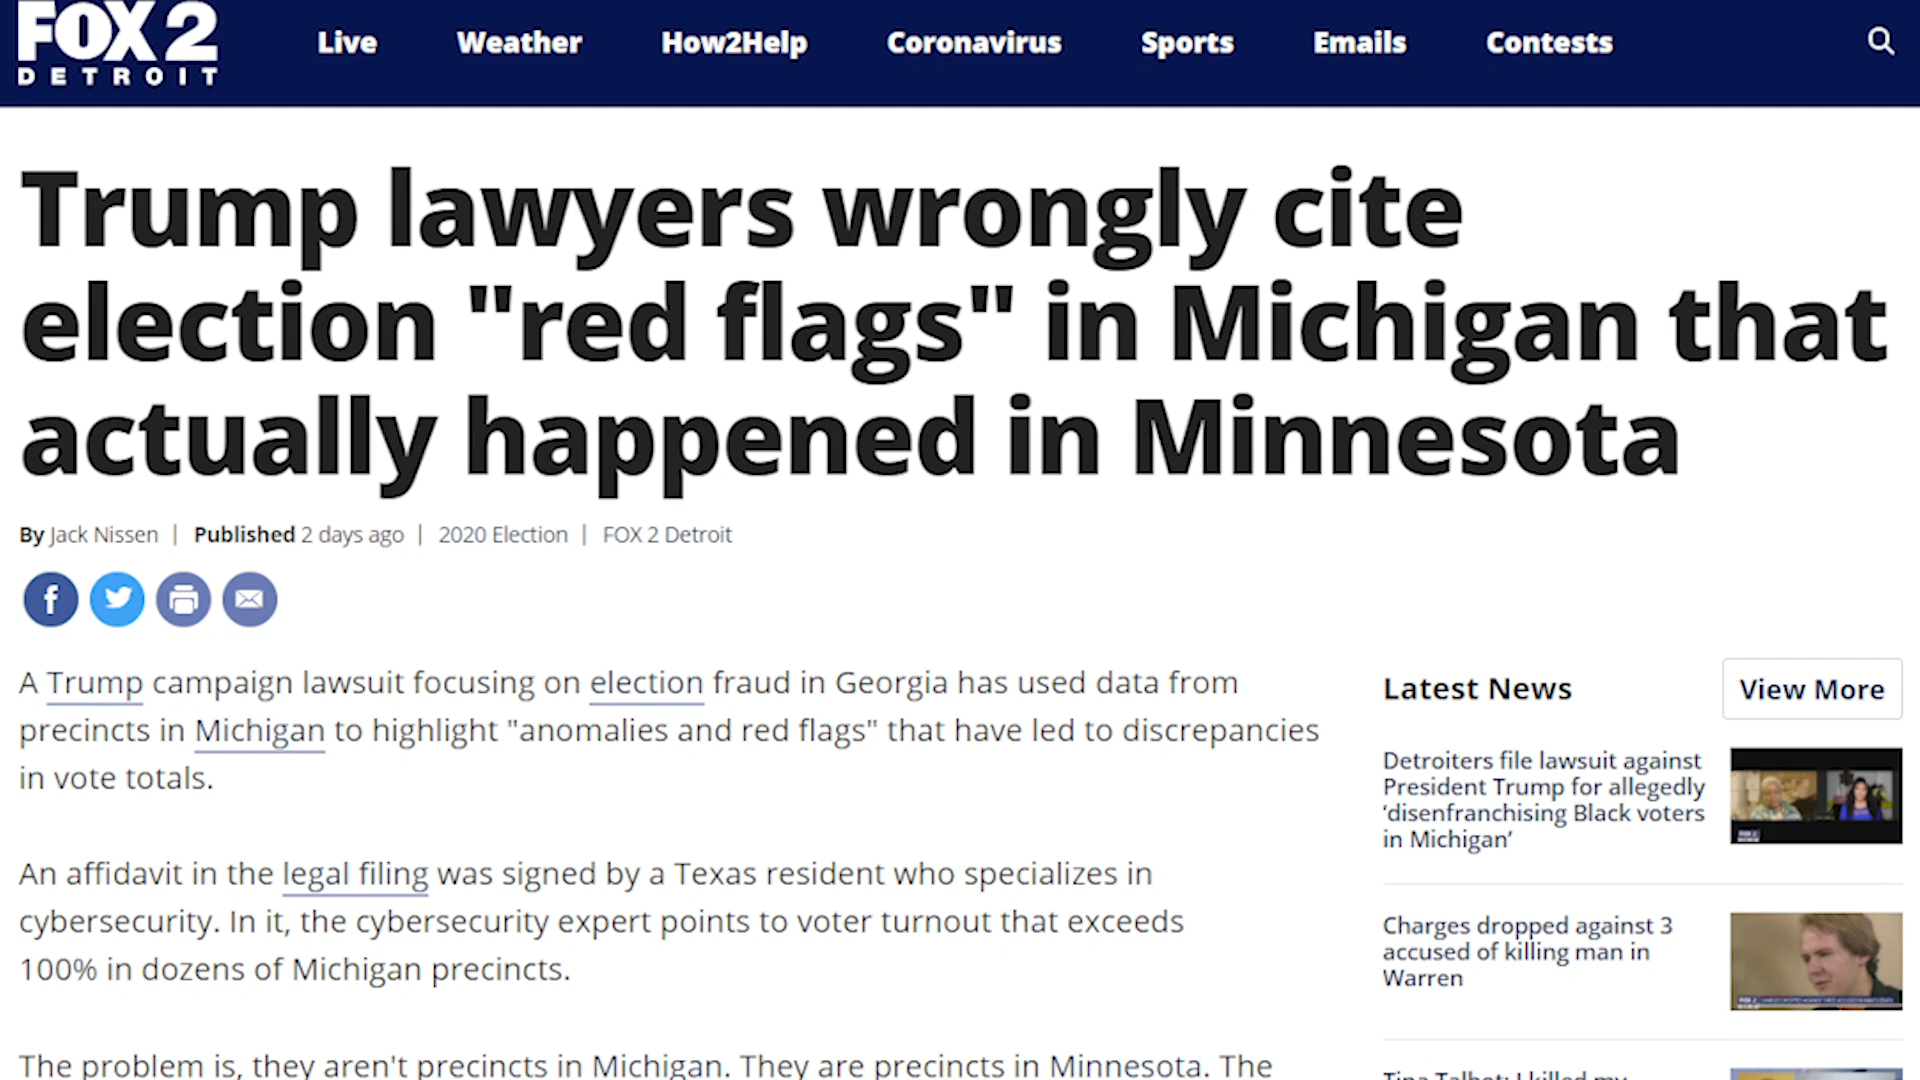 FOX 2
DETROIT
Live
Weather
How2Help
Coronavirus
Sports
Emails
Contests
Trump lawyers wrongly cite
election "red flags" in Michigan that
actually happened in Minnesota
By Jack Nissen | Published 2 days ago | 2020 Election | FOX 2 Detroit
A Trump campaign lawsuit focusing on election fraud in Georgia has used data from
precincts in Michigan to highlight "anomalies and red flags" that have led to discrepancies
in vote totals.
An affidavit in the legal filing was signed by a Texas resident who specializes in
cybersecurity. In it, the cybersecurity expert points to voter turnout that exceeds
100% in dozens of Michigan precincts.
The problem is, they aren't precincts in Michigan. They are precincts in Minnesota. The
Latest News
View More
Detroiters file lawsuit against
President Trump for allegedly
‘disenfranchising Black voters
in Michigan’
Charges dropped against 3
accused of killing man in
Warren
Tina Talbot: I killed my